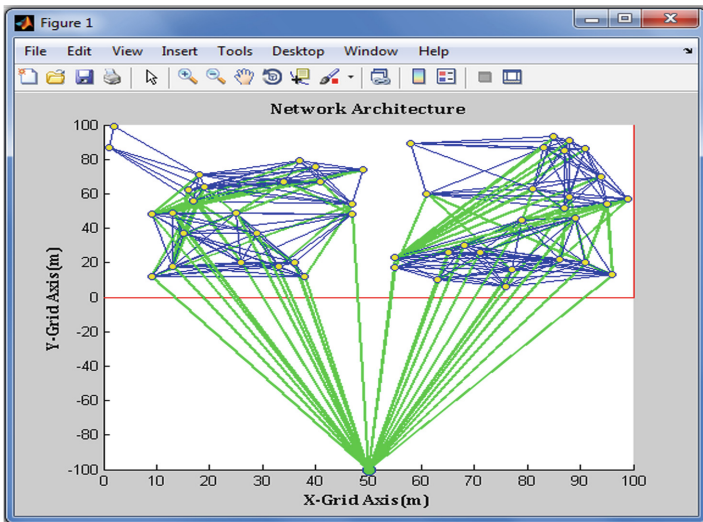 Figure 1
File Edit View Insert Tools Desktop Window Help
Network Architecture
100
80
60
40
20
0
-20
-40
-60
-80
-100
Y-Grid Axis(m)
0 10 20 30 40 50 60 70 80 90 100
X-Grid Axis(m)